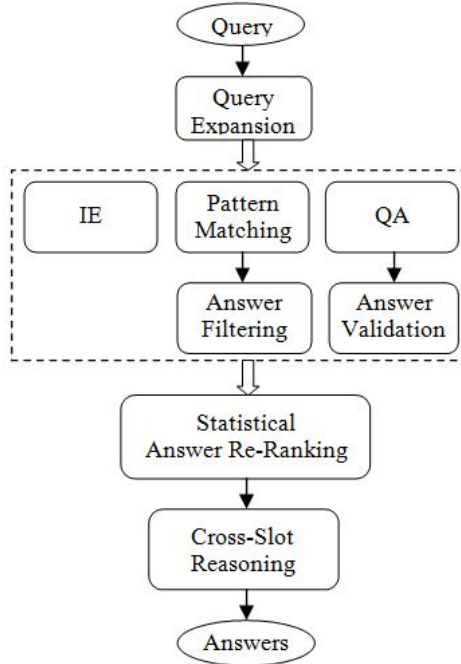 Query
Query
Expansion
IE
Pattern
Matching
QA
Answer
Filtering
Answer
Validation
Statistical
Answer Re-Ranking
Cross-Slot
Reasoning
Answers